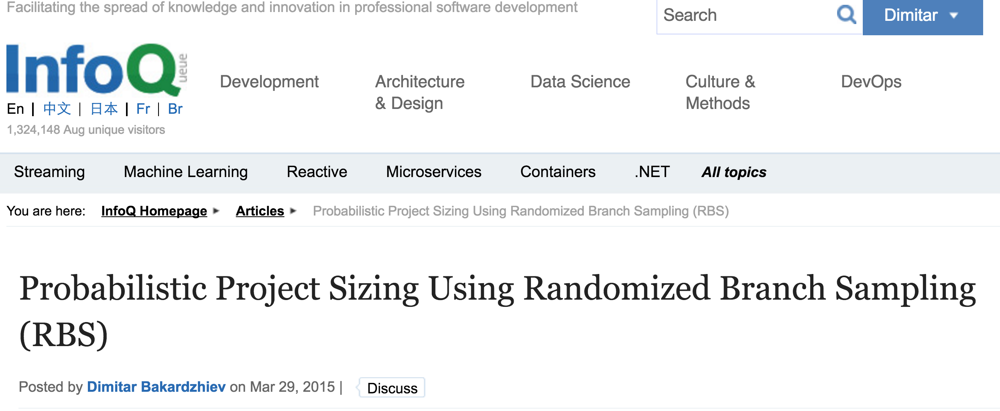 Facilitating the spread of knowledge and innovation in professional software development
Search
Dimitar
InfoQ ueue
En | 中文 | 日本 | Fr | Br
1,324,148 Aug unique visitors
Development
Architecture
& Design
Data Science
Culture &
Methods
DevOps
Streaming Machine Learning Reactive Microservices Containers .NET All topics
You are here: InfoQ Homepage Articles Probabilistic Project Sizing Using Randomized Branch Sampling (RBS)
Probabilistic Project Sizing Using Randomized Branch Sampling
(RBS)
Posted by Dimitar Bakardzhiev on Mar 29, 2015 | Discuss